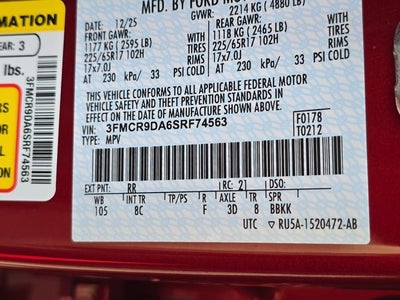 MATION
EAR: 3
lbs.
3FMCR9DA6SRF74563
MFD. BY FORD MOTOR
DATE: 12/25
GVWR: 2214 KG ( 4880 LB)
FRONT GAWR:
REAR GAWR:
1177 KG ( 2595 LB)
WITH
1118 KG ( 2465 LB)
WITH
225/65R17 102H
TIRES
225/65R17 102H
TIRES
17x7.0J
RIMS
17x7.0J
RIMS
AT 230 kPa/ 33 PSI COLD
AT 230 kPa/ 33 PSI COLD
THIS VEHICLE CONFORMS TO ALL APPLICABLE FEDERAL MOTOR
VEHICLE SAFETY AND THEFT PREVENTION STANDARDS IN
EFFECT ON THE DATE OF MANUFACTURE SHOWN ABOVE.
VIN: 3FMCR9DA6SRF74563
F0178
TYPE: MPV
T0212
EXT PNT: RR
RC: 21
DSO:
WB
INT TR
TP/PS
R
AXLE
TR
SPR
105
8C
F
3D
8
BBKK
UTC
RU5A-1520472-AB